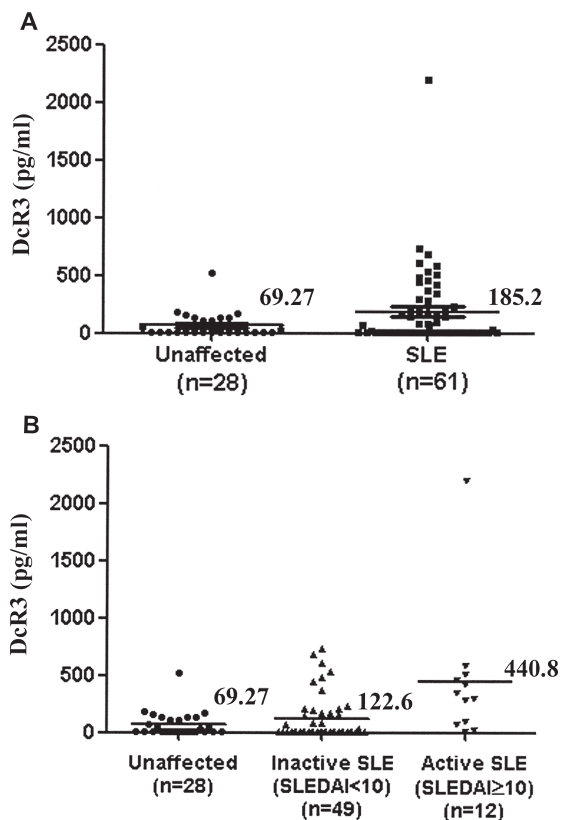 A
2500
2000
1500
1000
500
0
DcR3 (pg/ml)
69.27
185.2
Unaffected
(n=28)
SLE
(n=61)
B
2500
2000
1500
1000
500
0
DcR3 (pg/ml)
69.27
122.6
440.8
Unaffected
(n=28)
Inactive SLE
(SLEDAI<10)
(n=49)
Active SLE
(SLEDAI≥10)
(n=12)